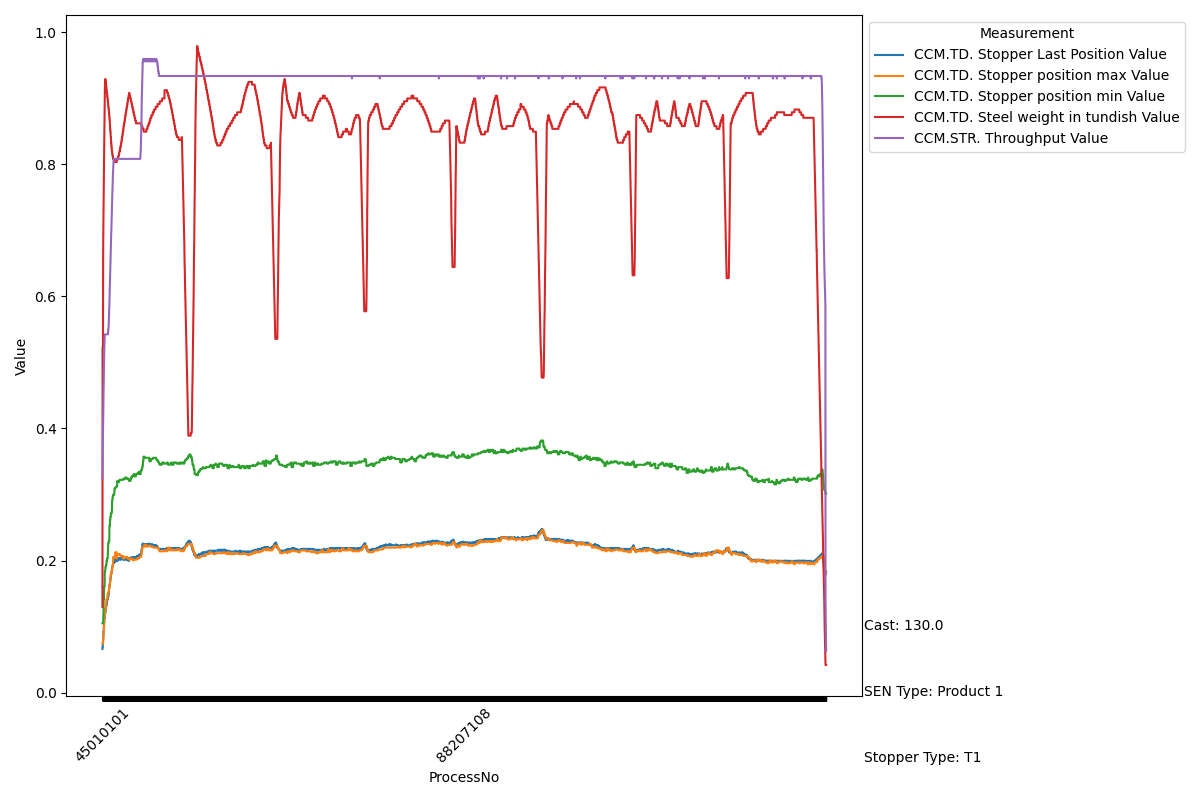 Measurement
CCM.TD. Stopper Last Position Value
CCM.TD. Stopper position max Value
CCM.TD. Stopper position min Value
CCM.TD. Steel weight in tundish Value
CCM.STR. Throughput Value
1.0
0.8
0.6
0.4
0.2
0.0
Value
45010101
88207108
ProcessNo
Cast: 130.0
SEN Type: Product 1
Stopper Type: T1